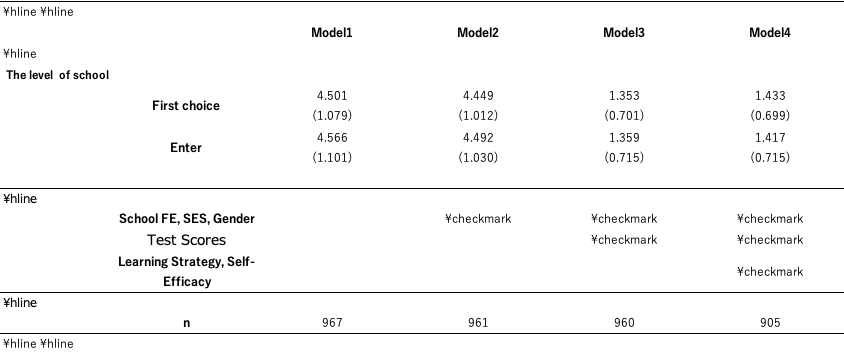 ¥hline ¥hline
Model1 Model2 Model3 Model4
¥hline
The level of school
First choice 4.501 4.449 1.353 1.433
(1.079) (1.012) (0.701) (0.699)
Enter 4.566 4.492 1.359 1.417
(1.101) (1.030) (0.715) (0.715)
¥hline
School FE, SES, Gender ¥checkmark ¥checkmark ¥checkmark
Test Scores ¥checkmark ¥checkmark
Learning Strategy, Self-
Efficacy ¥checkmark
¥hline
n 967 961 960 905
¥hline ¥hline